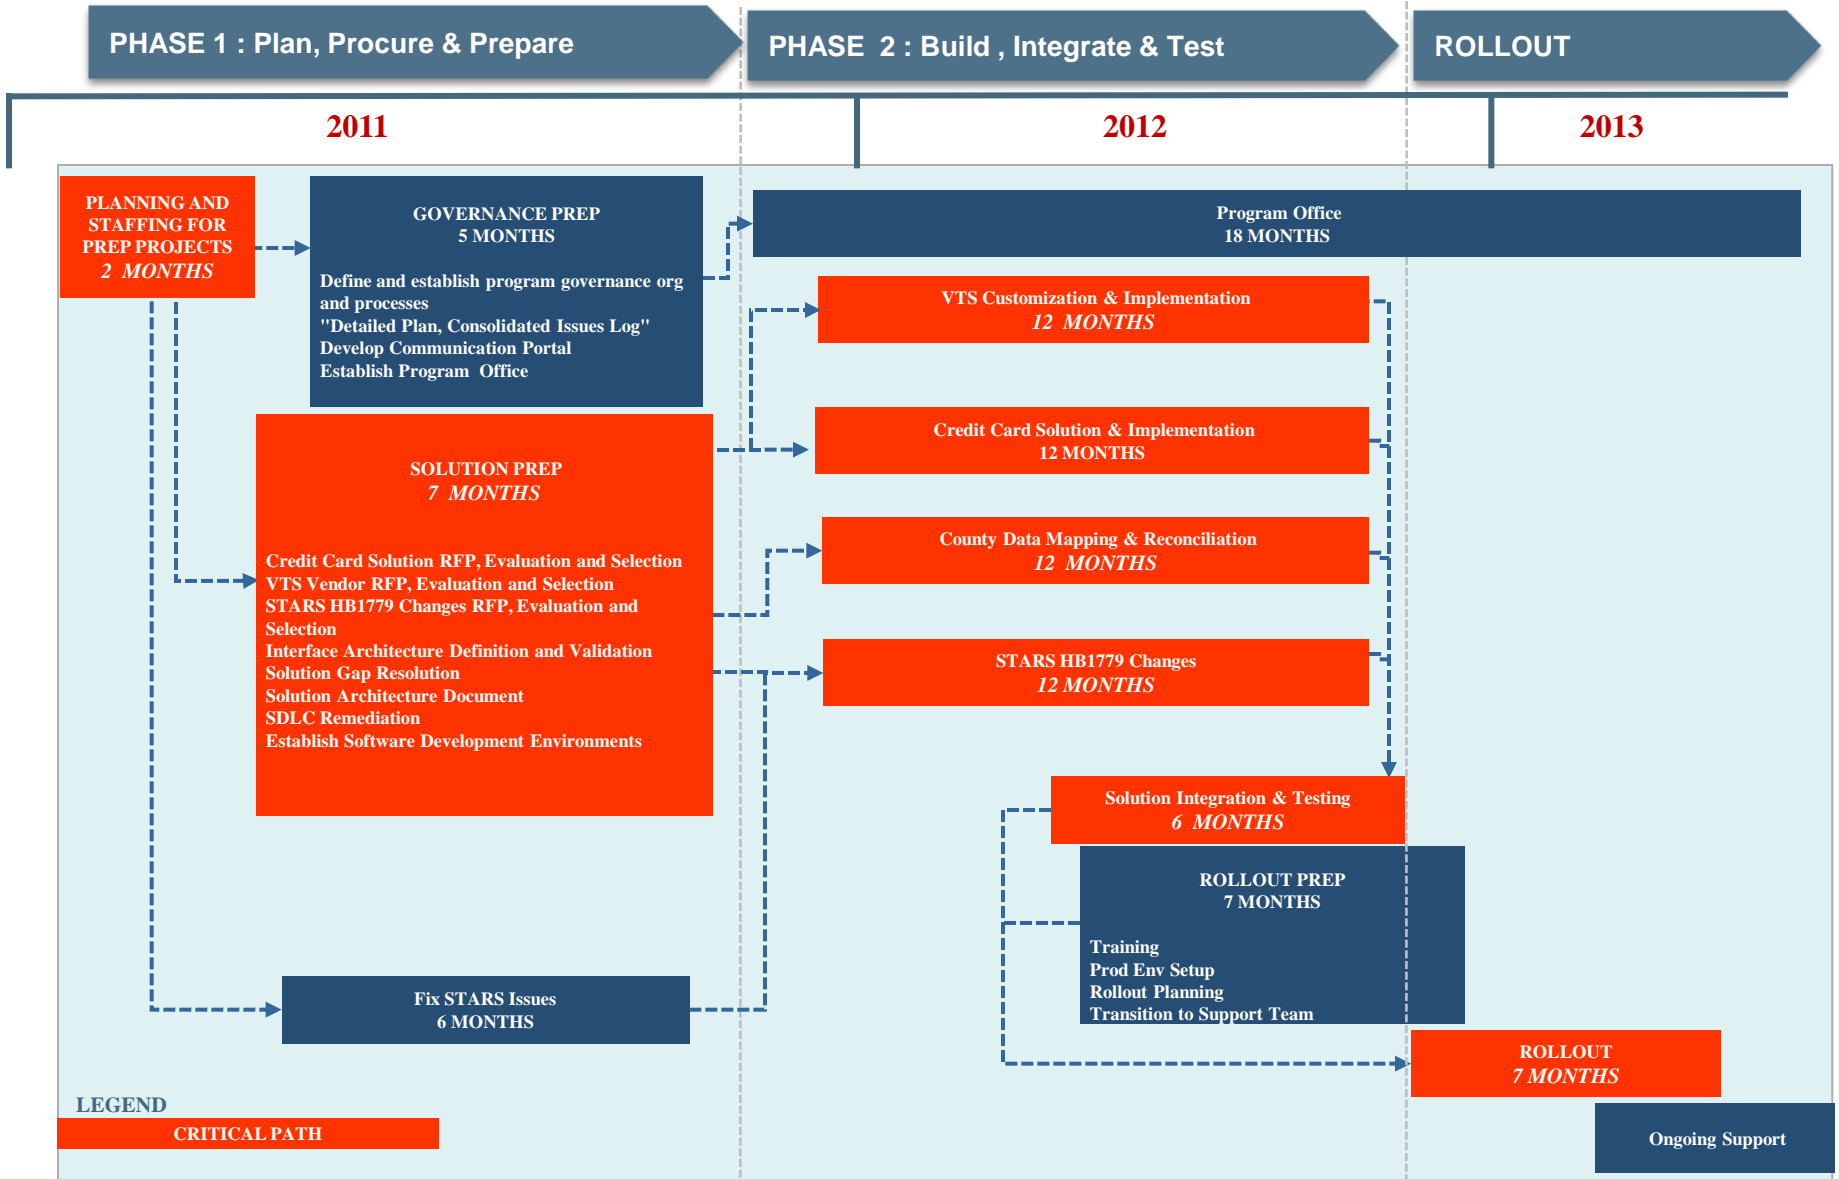 PHASE 1 : Plan, Procure & Prepare
PHASE 2 : Build , Integrate & Test
ROLLOUT
2011
2012
2013
PLANNING AND
STAFFING FOR
PREP PROJECTS
2 MONTHS
GOVERNANCE PREP
5 MONTHS
Define and establish program governance org
and processes
"Detailed Plan, Consolidated Issues Log"
Develop Communication Portal
Establish Program Office
Program Office
18 MONTHS
VTS Customization & Implementation
12 MONTHS
SOLUTION PREP
7 MONTHS
Credit Card Solution RFP, Evaluation and Selection
VTS Vendor RFP, Evaluation and Selection
STARS HB1779 Changes RFP, Evaluation and
Selection
Interface Architecture Definition and Validation
Solution Gap Resolution
Solution Architecture Document
SDLC Remediation
Establish Software Development Environments
Credit Card Solution & Implementation
12 MONTHS
County Data Mapping & Reconciliation
12 MONTHS
STARS HB1779 Changes
12 MONTHS
Solution Integration & Testing
6 MONTHS
ROLLOUT PREP
7 MONTHS
Training
Prod Env Setup
Rollout Planning
Transition to Support Team
Fix STARS Issues
6 MONTHS
ROLLOUT
7 MONTHS
LEGEND
CRITICAL PATH
Ongoing Support